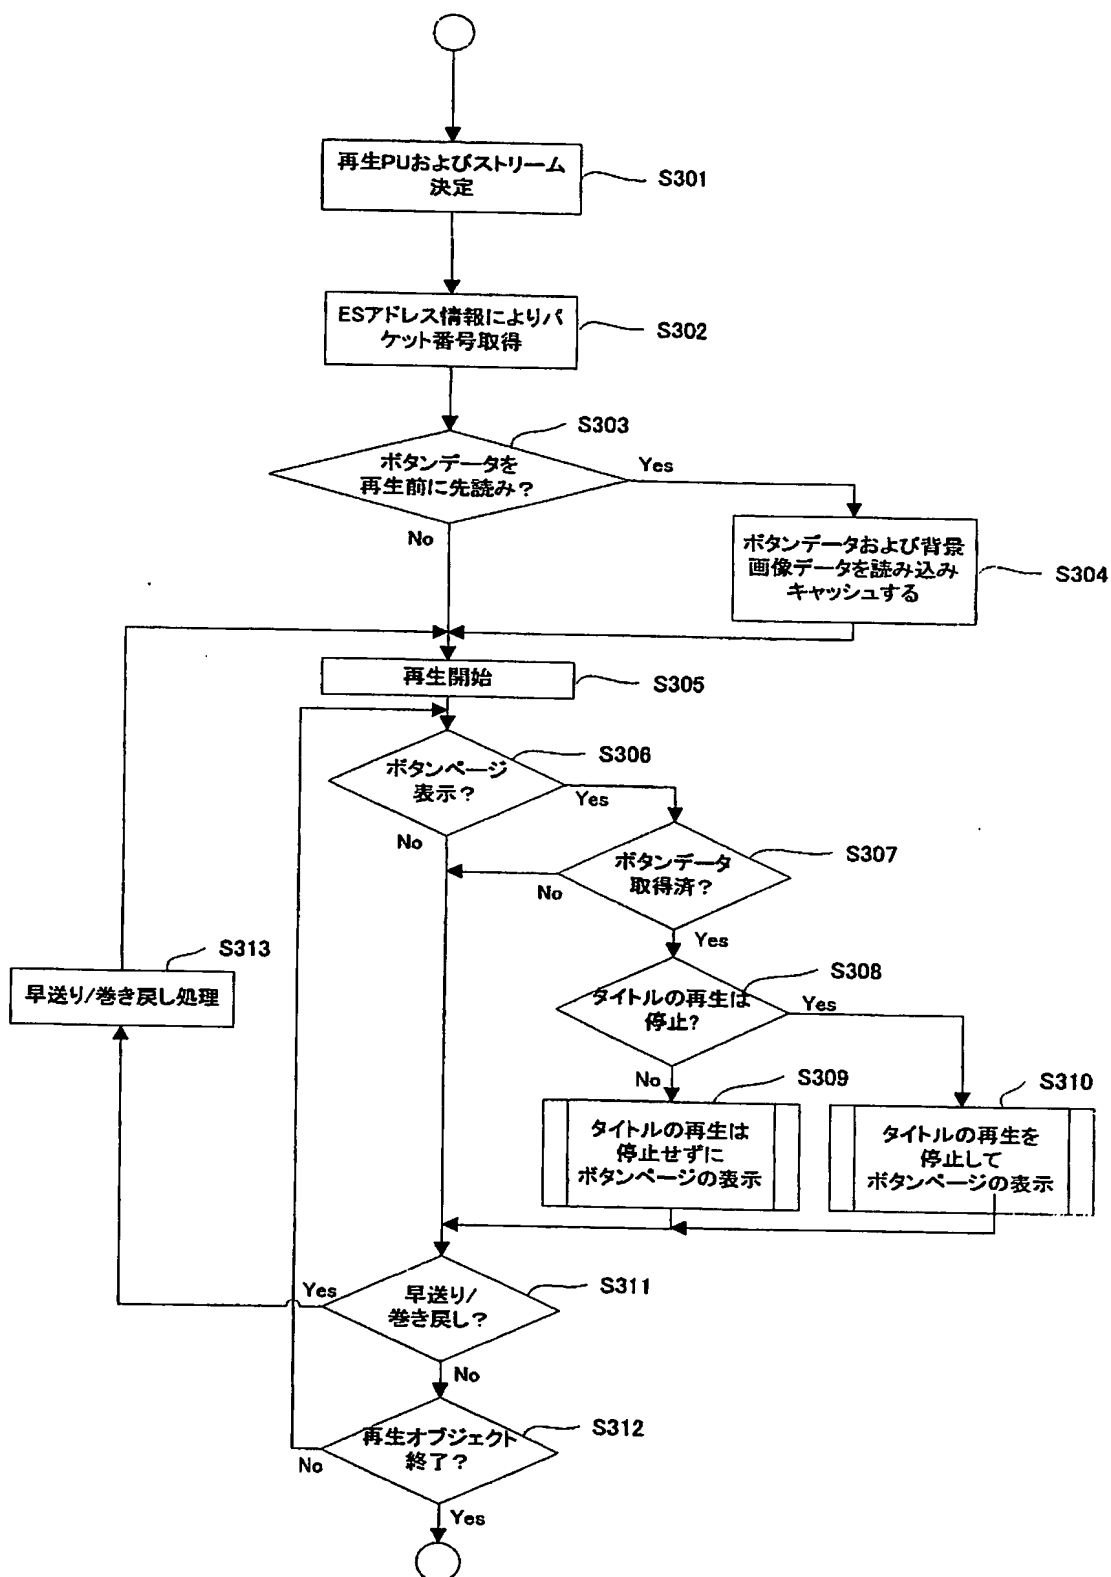 再生PUおよびストリーム
決定
S301
ESアドレス情報によりパ
ケット番号取得
S302
S303
ボタンデータを
再生前に先読み？
Yes
No
ボタンデータおよび背景
画像データを読み込み
キャッシュする
S304
再生開始
S305
S306
ボタンページ
表示？
Yes
No
S307
ボタンデータ
取得済？
No
Yes
S313
早送り/巻き戻し処理
S308
タイトルの再生は
停止?
Yes
No
S309
タイトルの再生は
停止せずに
ボタンページの表示
S310
タイトルの再生を
停止して
ボタンページの表示
S311
早送り/
巻き戻し？
Yes
No
S312
再生オブジェクト
終了？
No
Yes